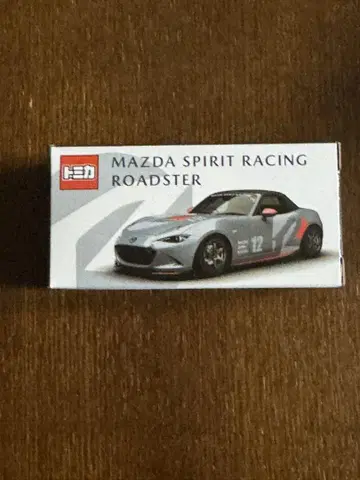 トミカ
MAZDA SPIRIT RACING
ROADSTER
12